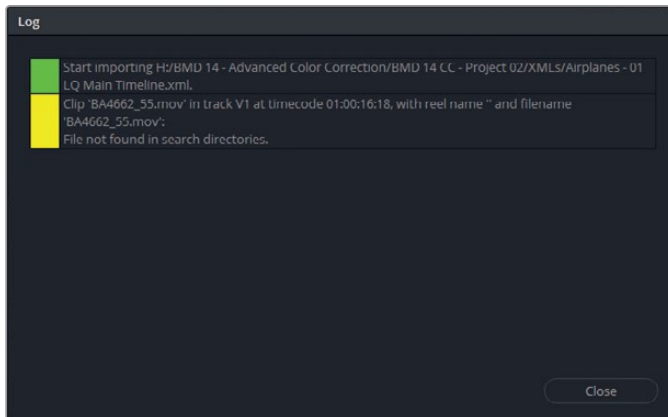 Log
Start importing H:/BMD 14 - Advanced Color Correction/BMD 14 CC - Project 02/XMLs/Airplanes - 01
LQ Main Timeline.xml.
Clip 'BA4662_55.mov' in track V1 at timecode 01:00:16:18, with reel name '' and filename
'BA4662_55.mov':
File not found in search directories.
Close